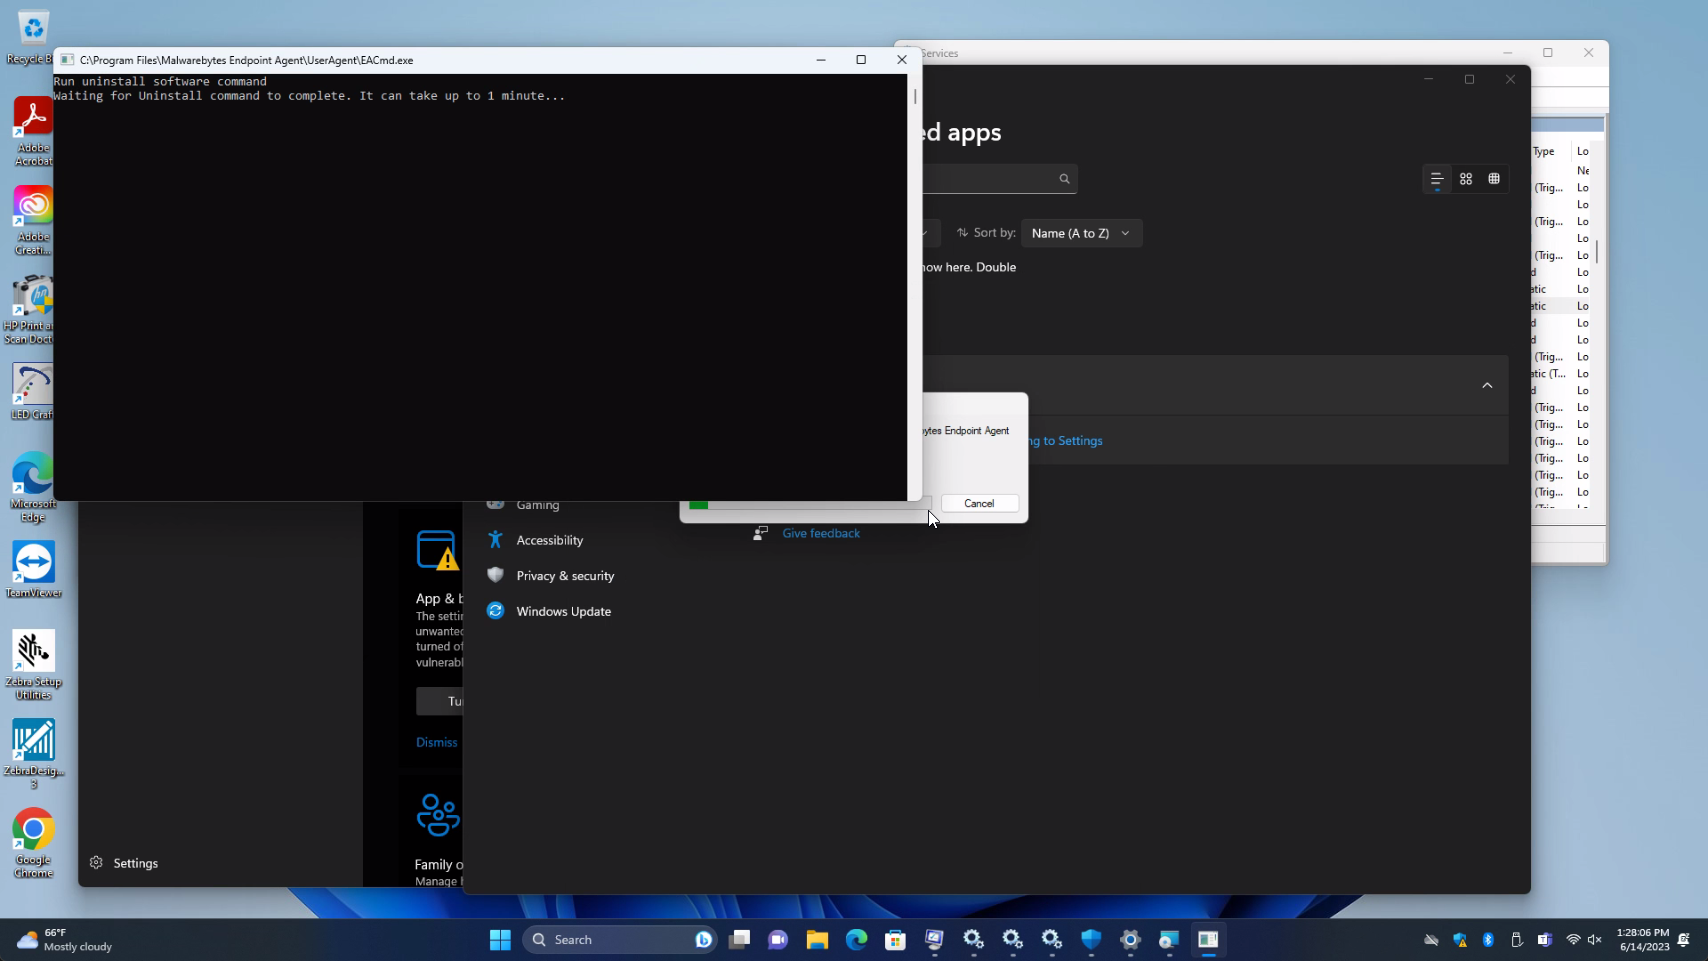 Recycle B
Adobe
Acrobat
Adobe
Creati...
HP Print a
Scan Doct
LED Graf
Microsoft
Edge
TeamViewer
Zebra Setup
Utilities
ZebraDesig...
3
Google
Chrome
C:\Program Files\Malwarebytes Endpoint Agent\UserAgent\EACmd.exe
Run uninstall software command
Waiting for Uninstall command to complete. It can take up to 1 minute...
Services
ed apps
Sort by:
Name (A to Z)
how here. Double
bytes Endpoint Agent
ng to Settings
Cancel
Give feedback
Gaming
Accessibility
Privacy & security
Windows Update
App & b
The settin
unwanted
turned of
vulnerabl
Tu
Dismiss
Family o
Manage h
Settings
Type Lo
Ne
(Trig... Lo
Lo
(Trig... Lo
Lo
(Trig... Lo
d Lo
atic Lo
atic Lo
d Lo
d Lo
(Trig... Lo
atic (T... Lo
d Lo
(Trig... Lo
(Trig... Lo
(Trig... Lo
(Trig... Lo
(Trig... Lo
(Trig... Lo
66°F
Mostly cloudy
Search
1:28:06 PM
6/14/2023